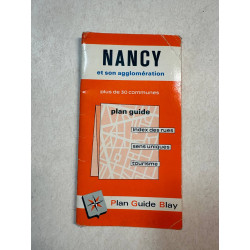 NANCY
et son agglomération
plus de 30 communes
plan guide
index des rues
sens uniques
tourisme
Plan Guide Blay